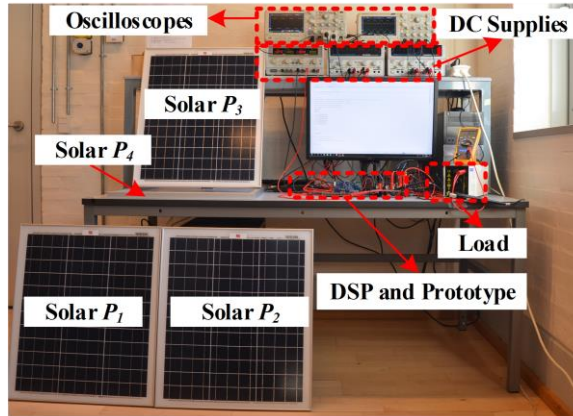 Oscilloscopes
DC Supplies
Solar P3
Solar P4
Load
DSP and Prototype
Solar P1
Solar P2